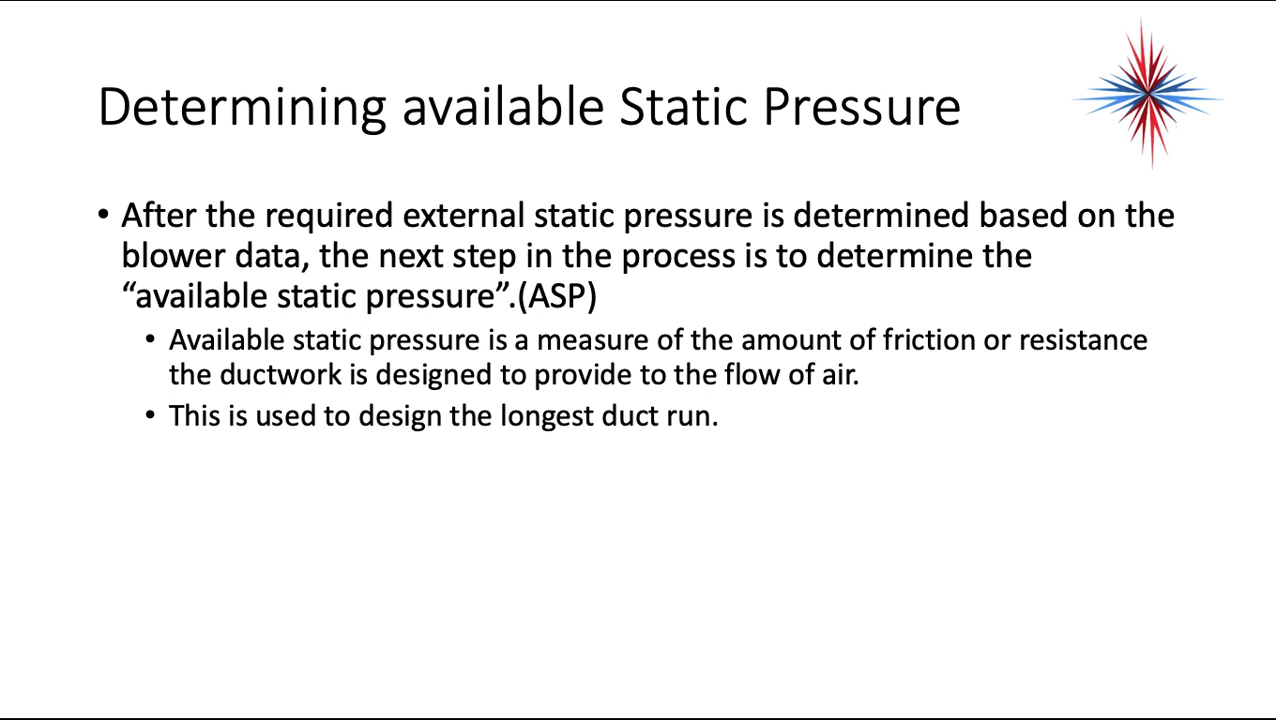 Determining available Static Pressure
• After the required external static pressure is determined based on the
blower data, the next step in the process is to determine the
“available static pressure”.(ASP)
• Available static pressure is a measure of the amount of friction or resistance
the ductwork is designed to provide to the flow of air.
• This is used to design the longest duct run.